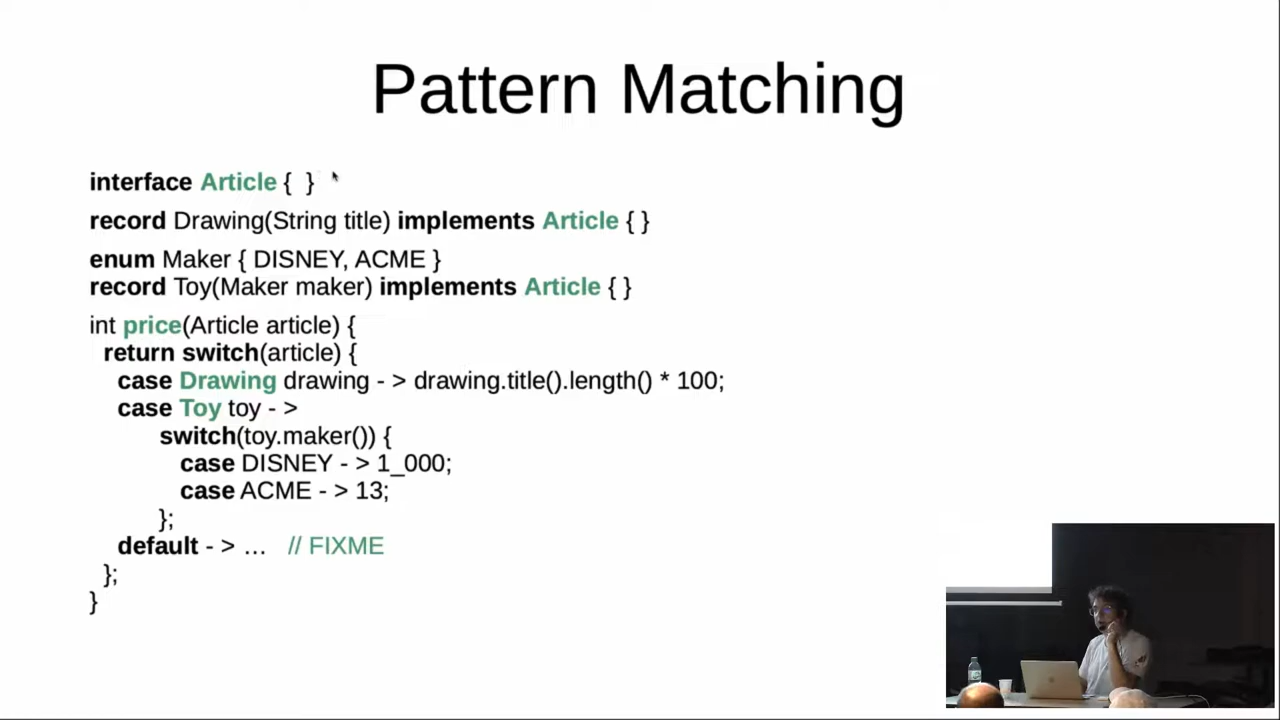 Pattern Matching
interface Article { }
record Drawing(String title) implements Article { }
enum Maker { DISNEY, ACME }
record Toy(Maker maker) implements Article { }
int price(Article article) {
return switch(article) {
case Drawing drawing - > drawing.title().length() * 100;
case Toy toy - >
switch(toy.maker()) {
case DISNEY - > 1_000;
case ACME - > 13;
};
default - > … // FIXME
};
}